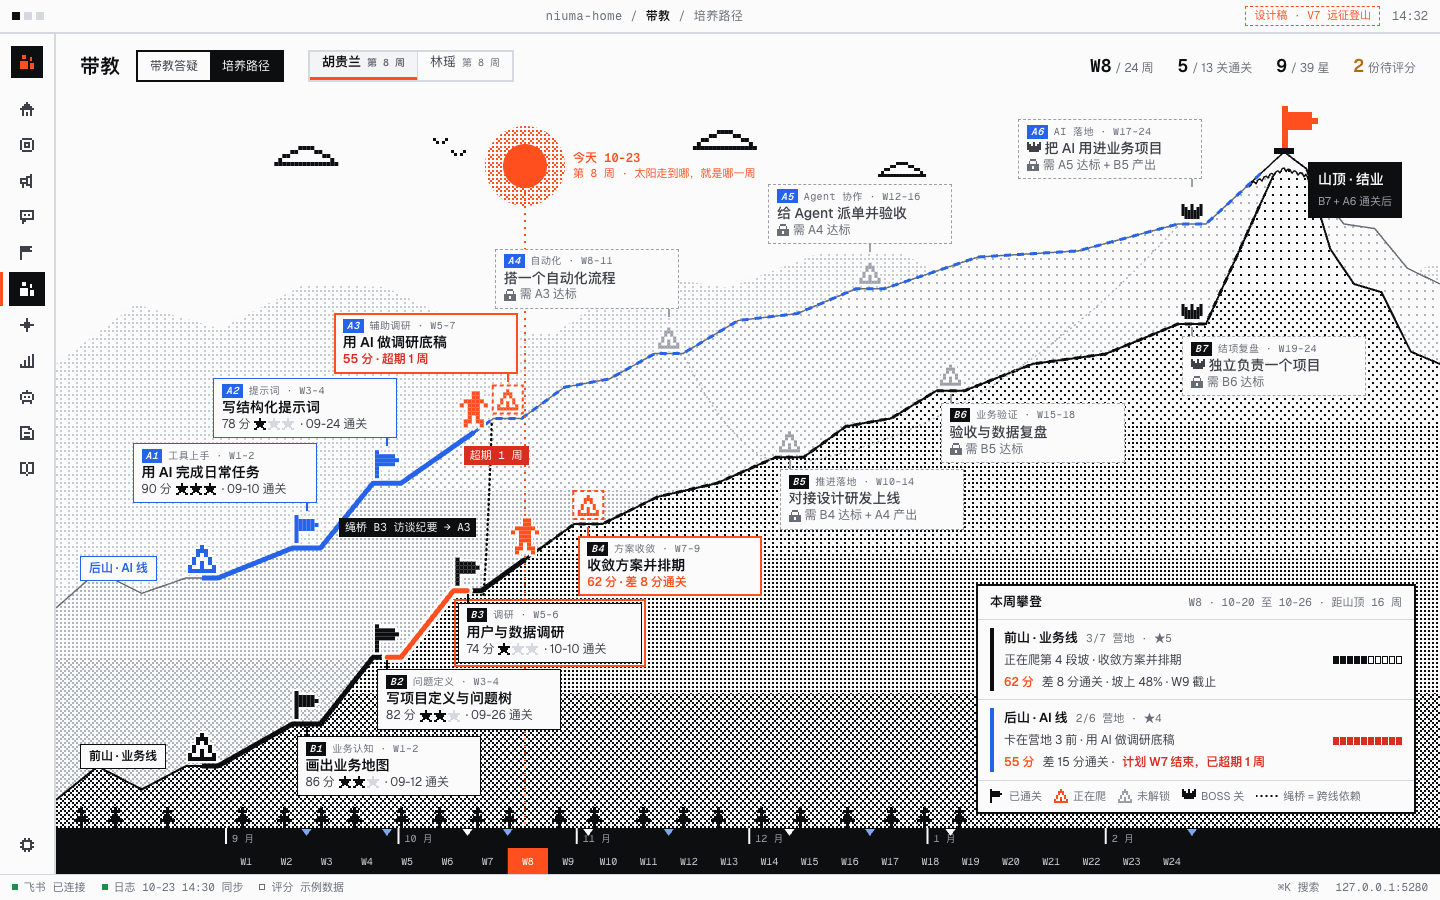 niuma-home / 带教 / 培养路径
设计稿 · V7 远征登山
14:32
带教
带教答疑 培养路径
胡贵兰 第 8 周 林瑶 第 8 周
W8 / 24 周 5 / 13 关通关 9 / 39 星 2 份待评分
今天 10-23
第 8 周 · 太阳走到哪, 就是哪一周
A6 AI 落地 · W17-24
把 AI 用进业务项目
需 A5 达标 + B5 产出
山顶 · 结业
B7 + A6 通关后
A5 Agent 协作 · W12-16
给 Agent 派单并验收
需 A4 达标
A4 自动化 · W8-11
搭一个自动化流程
需 A3 达标
A3 辅助调研 · W5-7
用 AI 做调研底稿
55 分 · 超期 1 周
A2 提示词 · W3-4
写结构化提示词
78 分 ★★★ · 09-24 通关
A1 工具上手 · W1-2
用 AI 完成日常任务
90 分 ★★★ · 09-10 通关
超期 1 周
绳桥 B3 访谈纪要 → A3
后山 · AI 线
B7 结项复盘 · W19-24
独立负责一个项目
需 B6 达标
B6 业务验证 · W15-18
验收与数据复盘
需 B5 达标
B5 推进落地 · W10-14
对接设计研发上线
需 B4 达标 + A4 产出
B4 方案收敛 · W7-9
收敛方案并排期
62 分 · 差 8 分通关
B3 调研 · W5-6
用户与数据调研
74 分 ★★★ · 10-10 通关
B2 问题定义 · W3-4
写项目定义与问题树
82 分 ★★★ · 09-26 通关
B1 业务认知 · W1-2
画出业务地图
86 分 ★★★ · 09-12 通关
前山 · 业务线
本周攀登 W8 · 10-20 至 10-26 · 距山顶 16 周
前山 · 业务线 3/7 营地 · ★5
正在爬第 4 段坡 · 收敛方案并排期
62 分 差 8 分通关 · 坡上 48% · W9 截止
后山 · AI 线 2/6 营地 · ★4
卡在营地 3 前 · 用 AI 做调研底稿
55 分 差 15 分通关 · 计划 W7 结束, 已超期 1 周
已通关 正在爬 未解锁 BOSS 关 绳桥 = 跨线依赖
9 月 10 月 11 月 12 月 1 月 2 月
W1 W2 W3 W4 W5 W6 W7 W8 W9 W10 W11 W12 W13 W14 W15 W16 W17 W18 W19 W20 W21 W22 W23 W24
飞书 已连接 日志 10-23 14:30 同步 评分 示例数据
⌘K 搜索 127.0.0.1:5280